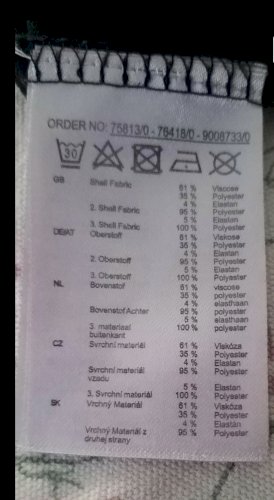 ORDER NO: 75813/0 - 76418/0 - 9008733/0
30
GB Shell Fabric 61 % Viscose
35 % Polyester
4 % Elastan
2. Shell Fabric 95 % Polyester
5 % Elastan
3. Shell Fabric 100 % Polyester
DE/AT Oberstoff 61 % Viskose
35 % Polyester
4 % Elastan
2. Oberstoff 95 % Polyester
5 % Elastan
3. Oberstoff 100 % Polyester
NL Bovenstof 61 % viscose
35 % polyester
4 % elasthaan
Bovenstof Achter 95 % polyester
5 % elasthaan
3. materiaal 100 % polyester
buitenkant
CZ Svrchní materiél 61 % Viskóza
35 % Polyester
4 % Elastan
Svrchní materiál 95 % Polyester
vzadu
5 % Elastan
3. Svrchní materiál 100 % Polyester
SK Vrchný Materiál 61 % Viskóza
35 % Polyester
4 % Elastán
Vrchný Materiál z 95 % Polyester
druhej strany